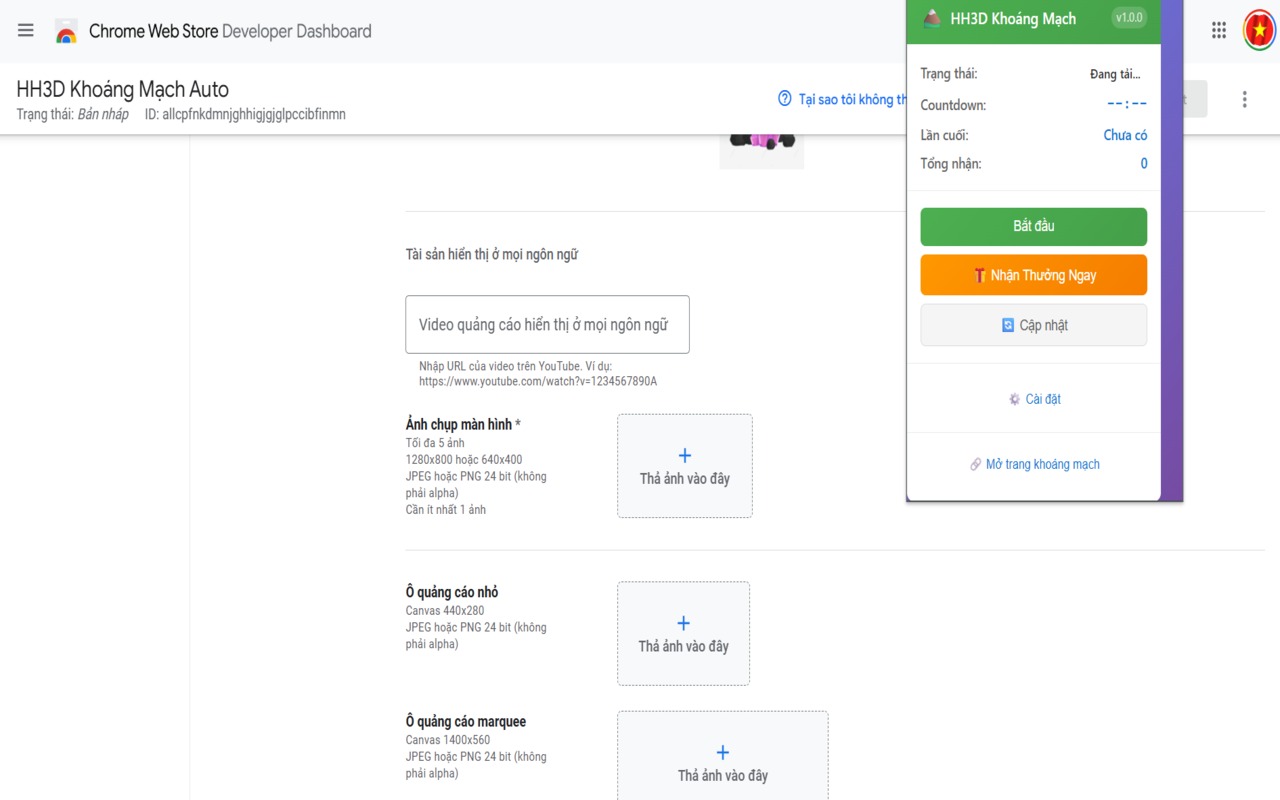 Chrome Web Store Developer Dashboard
HH3D Khoáng Mạch Auto
Trạng thái: Bản nháp ID: allcpfnkdmnjghhigjgjglpccibfinmn
Tại sao tôi không th
t
HH3D Khoáng Mạch
v1.0.0
Trạng thái: Đang tải...
Countdown: --:--
Lần cuối: Chưa có
Tổng nhận: 0
Bắt đầu
Nhận Thưởng Ngay
Cập nhật
Cài đặt
Mở trang khoáng mạch
Tài sản hiển thị ở mọi ngôn ngữ
Video quảng cáo hiển thị ở mọi ngôn ngữ
Nhập URL của video trên YouTube. Ví dụ:
https://www.youtube.com/watch?v=1234567890A
Ảnh chụp màn hình *
Tối đa 5 ảnh
1280x800 hoặc 640x400
JPEG hoặc PNG 24 bit (không
phải alpha)
Cần ít nhất 1 ảnh
Thả ảnh vào đây
Ô quảng cáo nhỏ
Canvas 440x280
JPEG hoặc PNG 24 bit (không
phải alpha)
Thả ảnh vào đây
Ô quảng cáo marquee
Canvas 1400x560
JPEG hoặc PNG 24 bit (không
phải alpha)
Thả ảnh vào đây